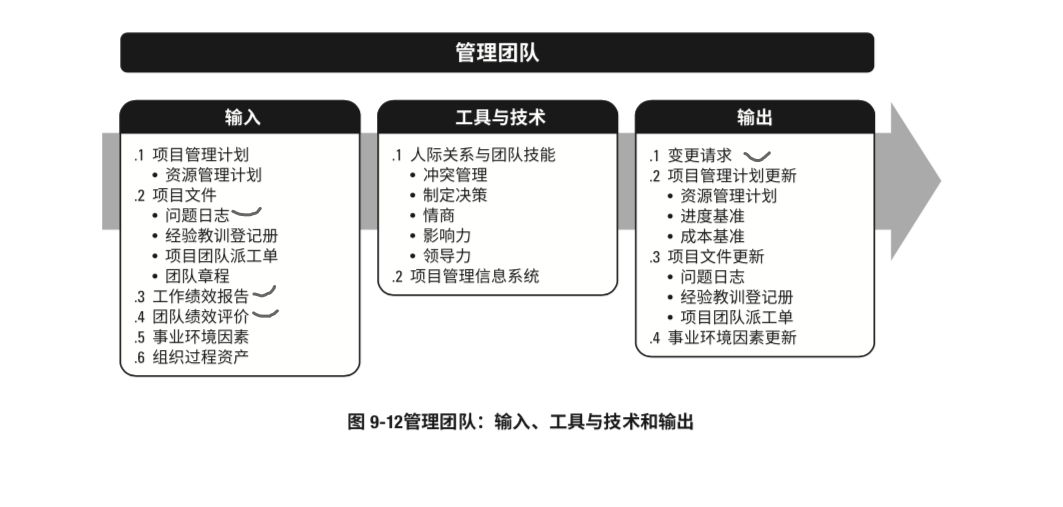 管理团队
输入
.1 项目管理计划
• 资源管理计划
.2 项目文件
• 问题日志
• 经验教训登记册
• 项目团队派工单
• 团队章程
.3 工作绩效报告
.4 团队绩效评价
.5 事业环境因素
.6 组织过程资产
工具与技术
.1 人际关系与团队技能
• 冲突管理
• 制定决策
• 情商
• 影响力
• 领导力
.2 项目管理信息系统
输出
.1 变更请求
.2 项目管理计划更新
• 资源管理计划
• 进度基准
• 成本基准
.3 项目文件更新
• 问题日志
• 经验教训登记册
• 项目团队派工单
.4 事业环境因素更新
图 9-12管理团队：输入、工具与技术和输出